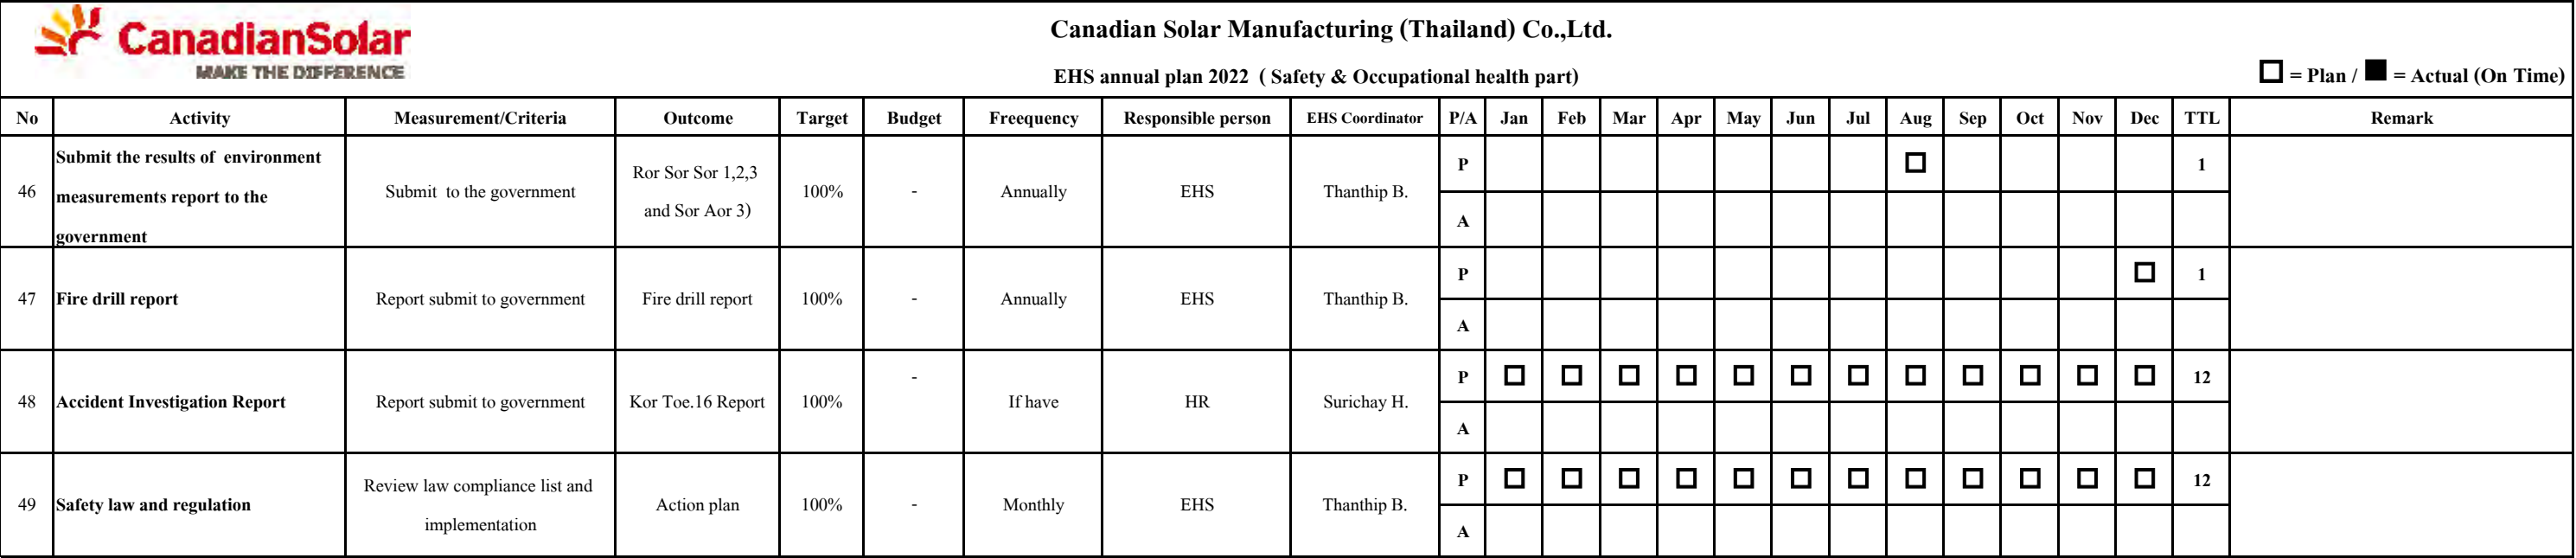 CanadianSolar
MAKE THE DIFFERENCE
Canadian Solar Manufacturing (Thailand) Co.,Ltd.
EHS annual plan 2022 ( Safety & Occupational health part)
= Plan / = Actual (On Time)
No Activity Measurement/Criteria Outcome Target Budget Freequency Responsible person EHS Coordinator P/A Jan Feb Mar Apr May Jun Jul Aug Sep Oct Nov Dec TTL Remark
46
Submit the results of environment
measurements report to the
government
Submit to the government
Ror Sor Sor 1,2,3
and Sor Aor 3)
100% - Annually EHS Thanthip B.
P 1
A
47 Fire drill report Report submit to government Fire drill report 100% - Annually EHS Thanthip B.
P 1
A
48 Accident Investigation Report Report submit to government Kor Toe.16 Report 100% - If have HR Surichay H.
P 12
A
49 Safety law and regulation
Review law compliance list and
implementation
Action plan 100% - Monthly EHS Thanthip B.
P 12
A